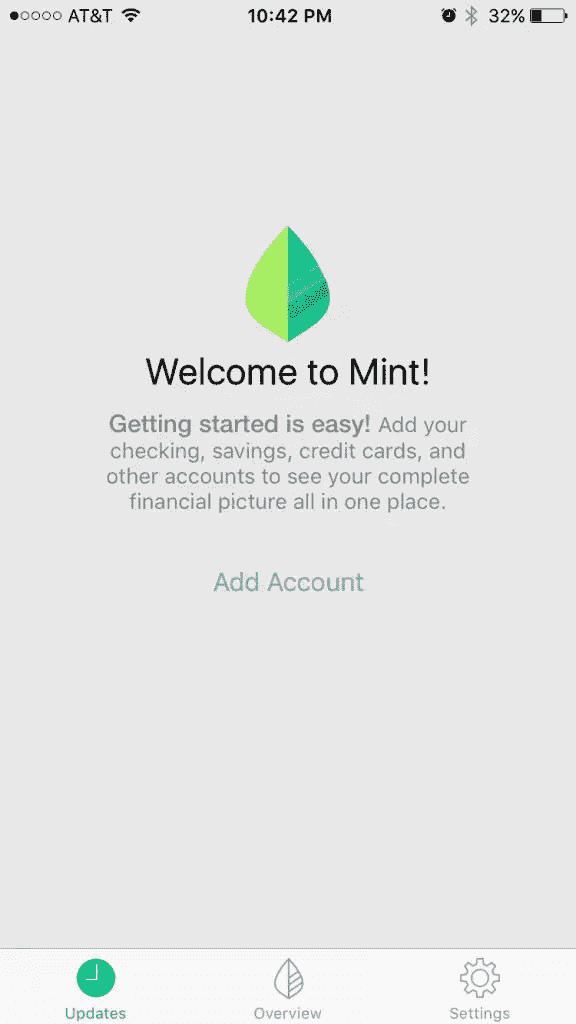 AT&T 10:42 PM 32%
Welcome to Mint!
Getting started is easy! Add your
checking, savings, credit cards, and
other accounts to see your complete
financial picture all in one place.
Add Account
Updates Overview Settings